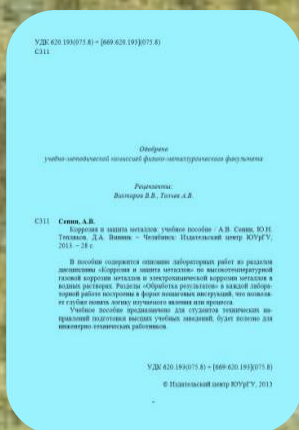 УДК 620.193(075.8) + [669:620.193](075.8)
С311
Одобрено
учебно-методической комиссией физико-металлургического факультета
Рецензенты:
Викторов В.В., Тюлев А.В.
С311 Сенин, А.В.
Коррозия и защита металлов: учебное пособие / А.В. Сенин, Ю.Н.
Тепляков, Д.А. Винник – Челябинск: Издательский центр ЮУрГУ,
2013. – 28 с.
В пособии содержится описание лабораторных работ из разделов
дисциплины «Коррозия и защита металлов» по высокотемпературной
газовой коррозии металлов и электрохимической коррозии металлов в
водных растворах. Разделы «Обработка результатов» в каждой лабора-
торной работе построены в форме пошаговых инструкций, что позволя-
ет глубже понять логику изучаемого явления или процесса.
Учебное пособие предназначено для студентов технических на-
правлений подготовки высших учебных заведений, будет полезно для
инженерно-технических работников.
УДК 620.193(075.8) + [669:620.193](075.8)
© Издательский центр ЮУрГУ, 2013